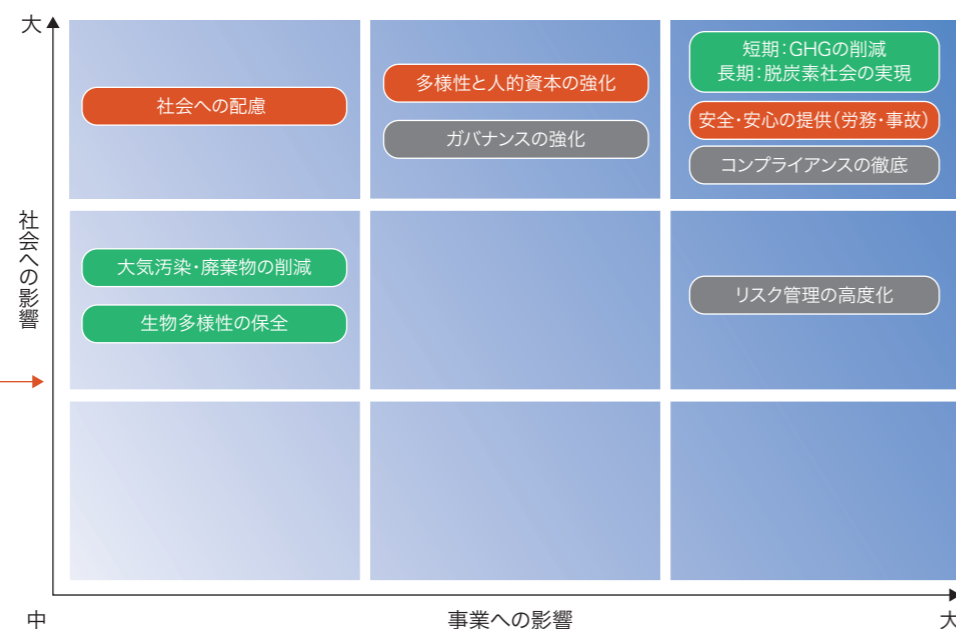 大
短期:GHGの削減
長期:脱炭素社会の実現
多様性と人的資本の強化
社会への配慮
安全・安心の提供(労務・事故)
ガバナンスの強化
コンプライアンスの徹底
社会への影響
大気汚染・廃棄物の削減
リスク管理の高度化
生物多様性の保全
中
事業への影響
大